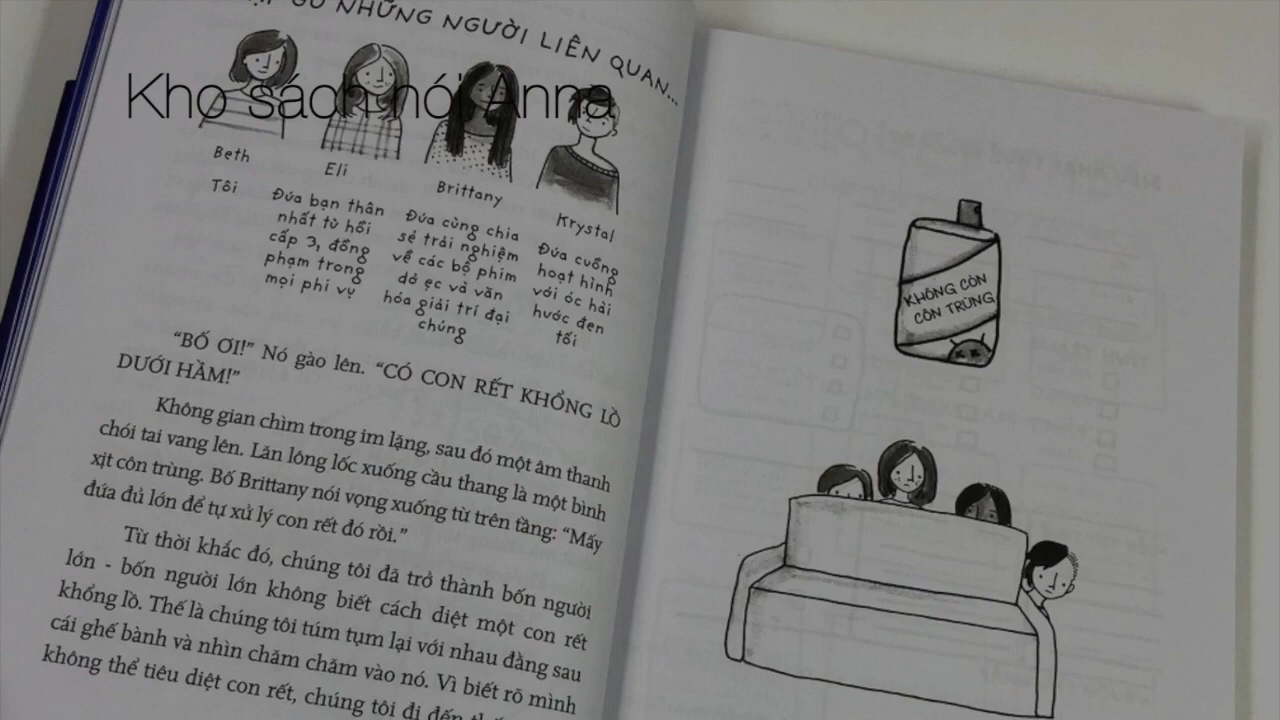 GỠ NHỮNG NGƯỜI LIÊN QUAN...
Kho sách nói Anna
Beth
Tôi
Eli
Đứa bạn thân
nhất từ hồi
cấp 3, đồng
phạm trong
mọi phi vụ
Brittany
Đứa cùng chia
sẻ trải nghiệm
về các bộ phim
dở ẹc và văn
hóa giải trí đại
chúng
Krystal
Đứa cuồng
hoạt hình
với óc hài
hước đen
tối
“BỐ ƠI!” Nó gào lên. “CÓ CON RẾT KHỔNG LỒ
DƯỚI HẦM!”
Không gian chìm trong im lặng, sau đó một âm thanh
chói tai vang lên. Lăn lông lốc xuống cầu thang là một bình
xịt côn trùng. Bố Brittany nói vọng xuống từ trên tầng: “Mấy
đứa đủ lớn để tự xử lý con rết đó rồi.”
Từ thời khắc đó, chúng tôi đã trở thành bốn người
lớn - bốn người lớn không biết cách diệt một con rết
khổng lồ. Thế là chúng tôi túm tụm lại với nhau đằng sau
cái ghế bành và nhìn chăm chăm vào nó. Vì biết rõ mình
không thể tiêu diệt con rết, chúng tôi đi đến
KHÔNG CÒN
CÔN TRÙNG